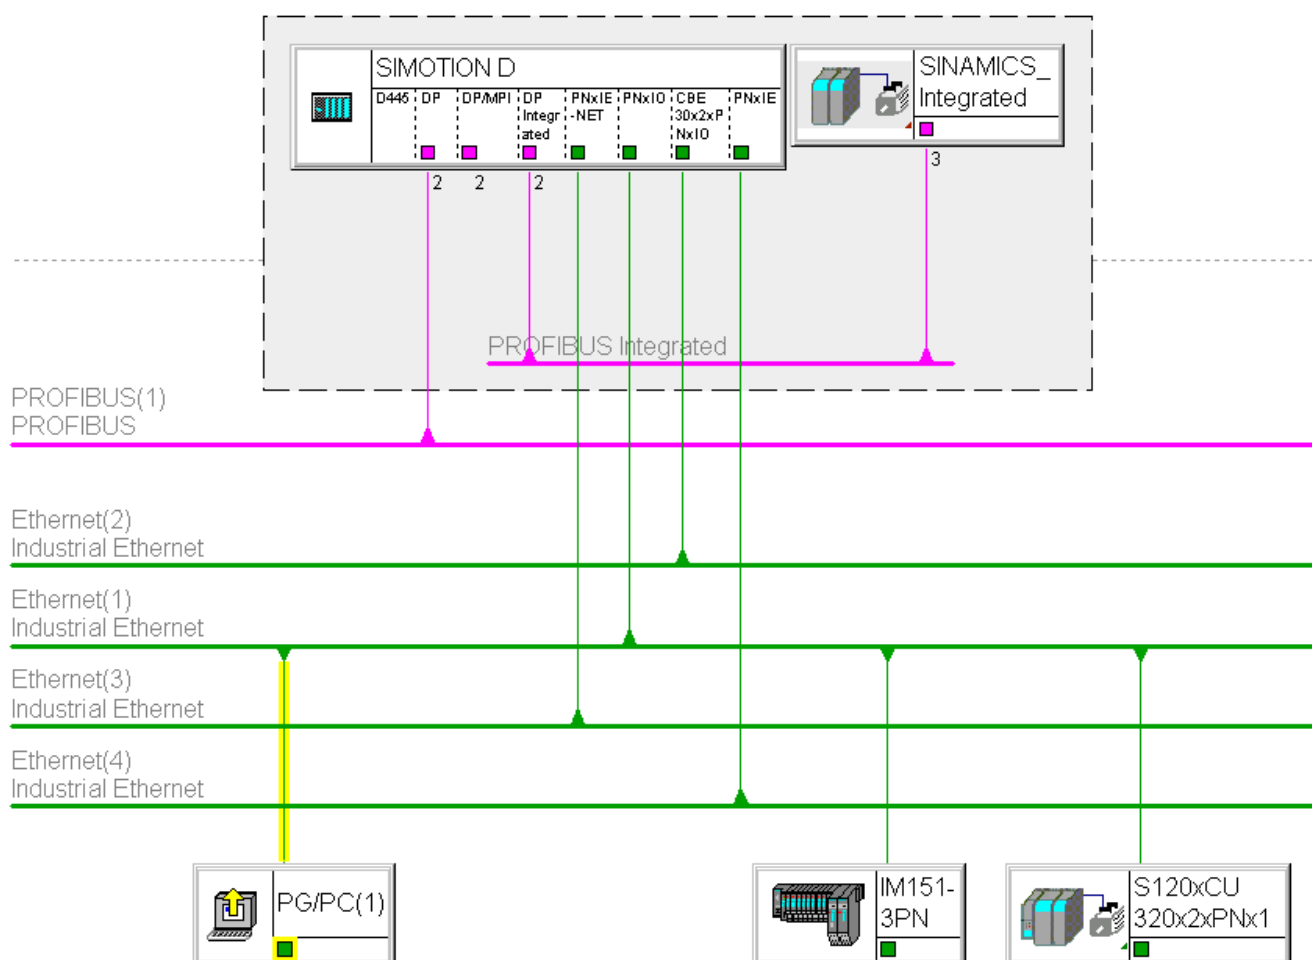 SIMOTION D
D445 DP DP/MPI DP Integr ated PNxIE -NET PNxIO CBE 30x2xP NxIO PNxIE
2 2 2
SINAMICS_
Integrated
3
PROFIBUS Integrated
PROFIBUS(1)
PROFIBUS
Ethernet(2)
Industrial Ethernet
Ethernet(1)
Industrial Ethernet
Ethernet(3)
Industrial Ethernet
Ethernet(4)
Industrial Ethernet
PG/PC(1)
IM151-
3PN
S120xCU
320x2xPNx1